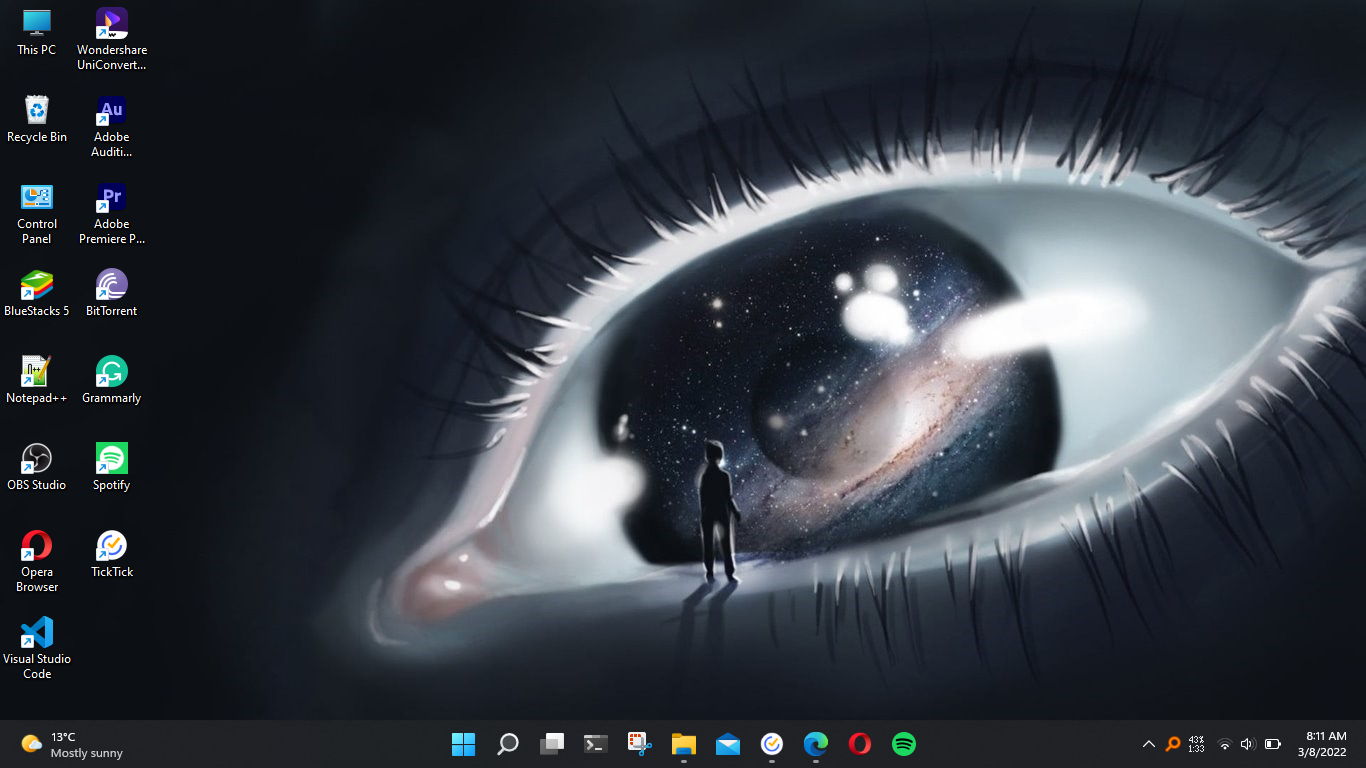 This PC
Wondershare
UniConvert...
Recycle Bin
Au
Adobe
Auditi...
Control
Panel
Pr
Adobe
Premiere P...
BlueStacks 5
BitTorrent
Notepad++
Grammarly
OBS Studio
Spotify
Opera
Browser
TickTick
Visual Studio
Code
13°C
Mostly sunny
43%
1:33
8:11 AM
3/8/2022